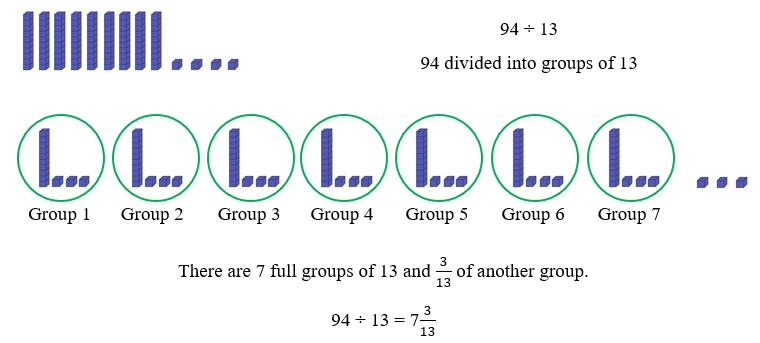 94 ÷ 13
94 divided into groups of 13
Group 1 Group 2 Group 3 Group 4 Group 5 Group 6 Group 7
There are 7 full groups of 13 and 3/13 of another group.
94 ÷ 13 = 7 3/13